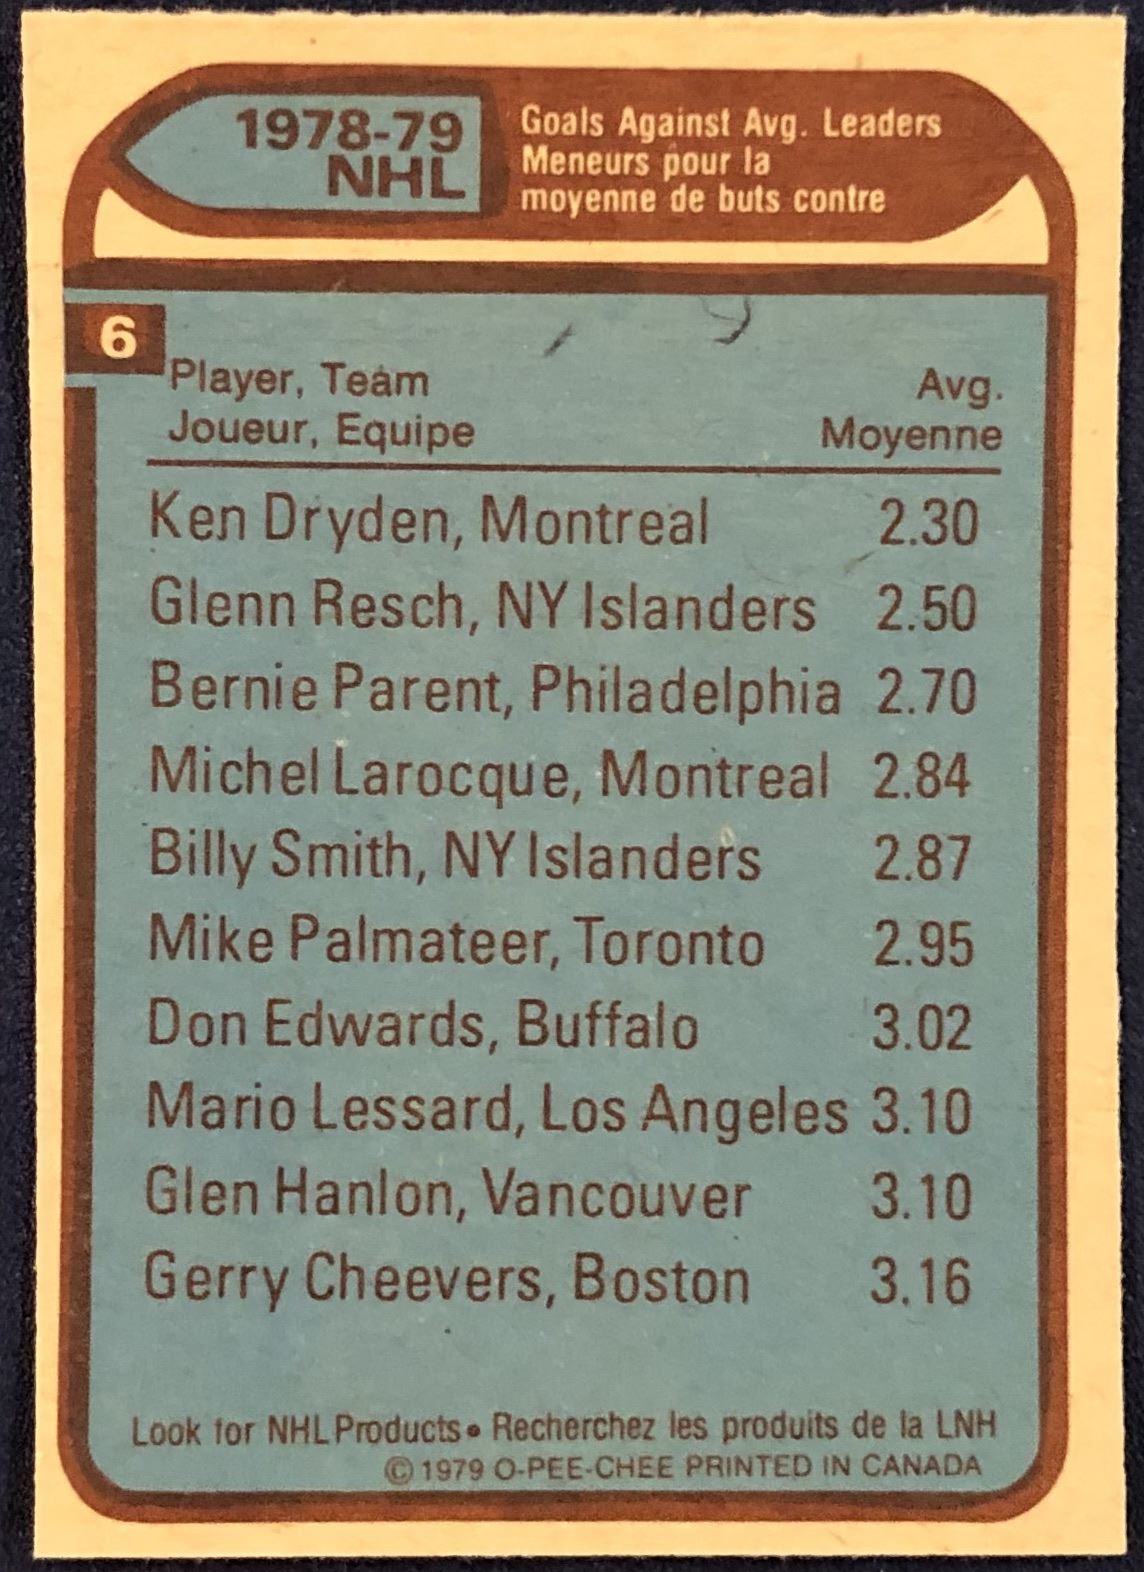 1978-79
NHL
Goals Against Avg. Leaders
Meneurs pour la
moyenne de buts contre
6
Player, Team Avg.
Joueur, Equipe Moyenne
Ken Dryden, Montreal 2.30
Glenn Resch, NY Islanders 2.50
Bernie Parent, Philadelphia 2.70
Michel Larocque, Montreal 2.84
Billy Smith, NY Islanders 2.87
Mike Palmateer, Toronto 2.95
Don Edwards, Buffalo 3.02
Mario Lessard, Los Angeles 3.10
Glen Hanlon, Vancouver 3.10
Gerry Cheevers, Boston 3.16
Look for NHL Products • Recherchez les produits de la LNH
© 1979 O-PEE-CHEE PRINTED IN CANADA